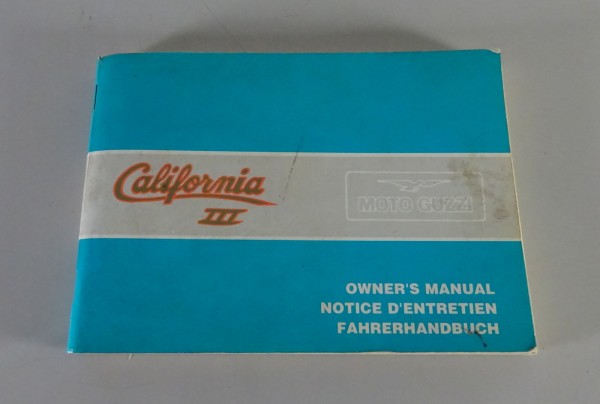 California
III
MOTO GUZZI
OWNER'S MANUAL
NOTICE D'ENTRETIEN
FAHRERHANDBUCH